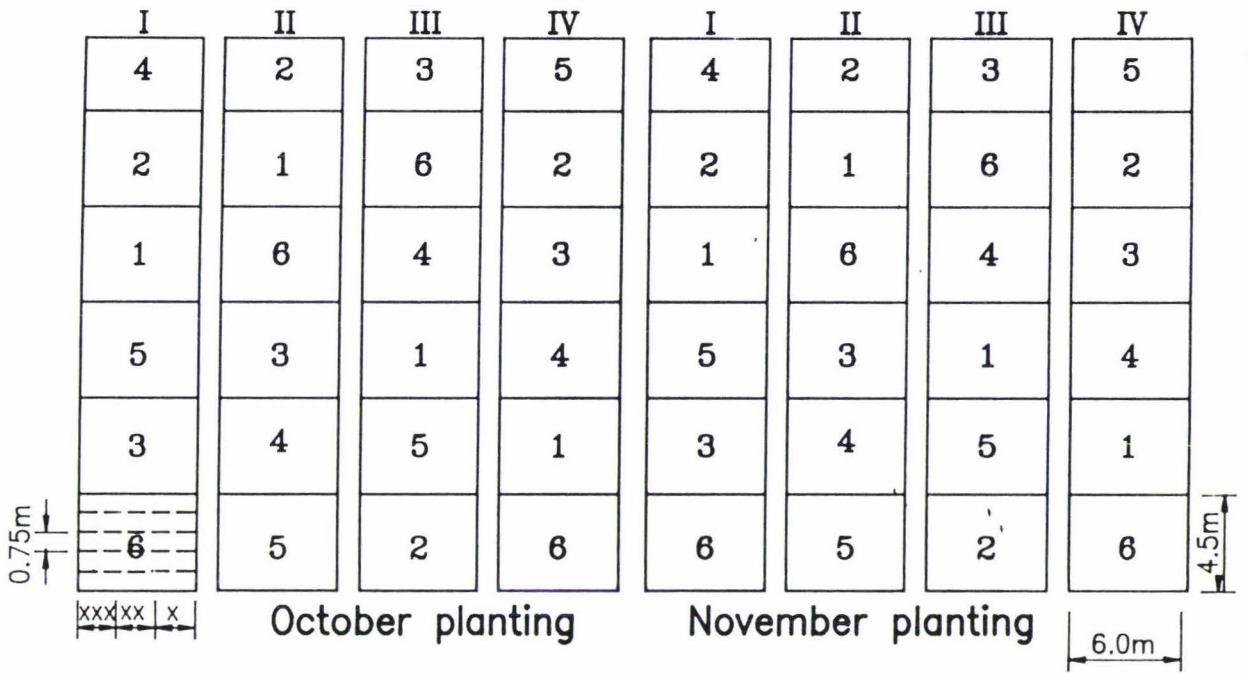 I II III IV I II III IV
4 2 3 5 4 2 3 5
2 1 6 2 2 1 6 2
1 6 4 3 1 6 4 3
5 3 1 4 5 3 1 4
3 4 5 1 3 4 5 1
0.75m 6 5 2 6 6 5 2 6 4.5m
xxx xx x October planting November planting
6.0m